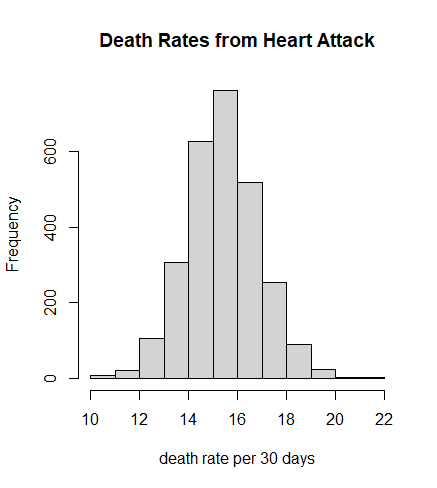 Death Rates from Heart Attack
Frequency
600
400
200
0
10 12 14 16 18 20 22
death rate per 30 days